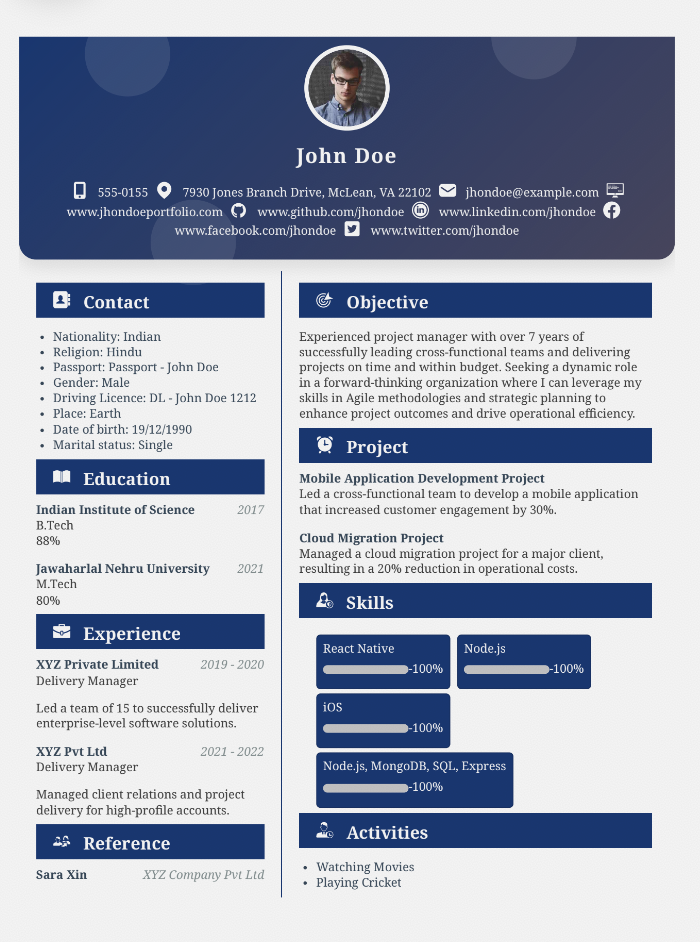 John Doe
555-0155 7930 Jones Branch Drive, McLean, VA 22102 jhondoe@example.com
www.jhondoeportfolio.com www.github.com/jhondoe www.linkedin.com/jhondoe
www.facebook.com/jhondoe www.twitter.com/jhondoe
Contact
• Nationality: Indian
• Religion: Hindu
• Passport: Passport - John Doe
• Gender: Male
• Driving Licence: DL - John Doe 1212
• Place: Earth
• Date of birth: 19/12/1990
• Marital status: Single
Education
Indian Institute of Science 2017
B.Tech
88%
Jawaharlal Nehru University 2021
M.Tech
80%
Experience
XYZ Private Limited 2019 - 2020
Delivery Manager
Led a team of 15 to successfully deliver
enterprise-level software solutions.
XYZ Pvt Ltd 2021 - 2022
Delivery Manager
Managed client relations and project
delivery for high-profile accounts.
Reference
Sara Xin XYZ Company Pvt Ltd
Objective
Experienced project manager with over 7 years of
successfully leading cross-functional teams and delivering
projects on time and within budget. Seeking a dynamic role
in a forward-thinking organization where I can leverage my
skills in Agile methodologies and strategic planning to
enhance project outcomes and drive operational efficiency.
Project
Mobile Application Development Project
Led a cross-functional team to develop a mobile application
that increased customer engagement by 30%.
Cloud Migration Project
Managed a cloud migration project for a major client,
resulting in a 20% reduction in operational costs.
Skills
React Native
-100%
Node.js
-100%
iOS
-100%
Node.js, MongoDB, SQL, Express
-100%
Activities
• Watching Movies
• Playing Cricket